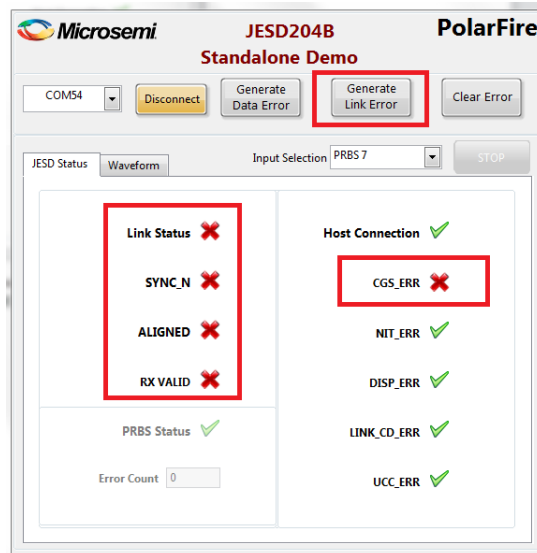 Microsemi. JESD204B PolarFire
Standalone Demo
COM54 Disconnect Generate Data Error Generate Link Error Clear Error
JESD Status Waveform Input Selection PRBS 7 STOP
Link Status Host Connection
SYNC_N CGS_ERR
ALIGNED NIT_ERR
RX VALID DISP_ERR
PRBS Status LINK_CD_ERR
Error Count 0 UCC_ERR